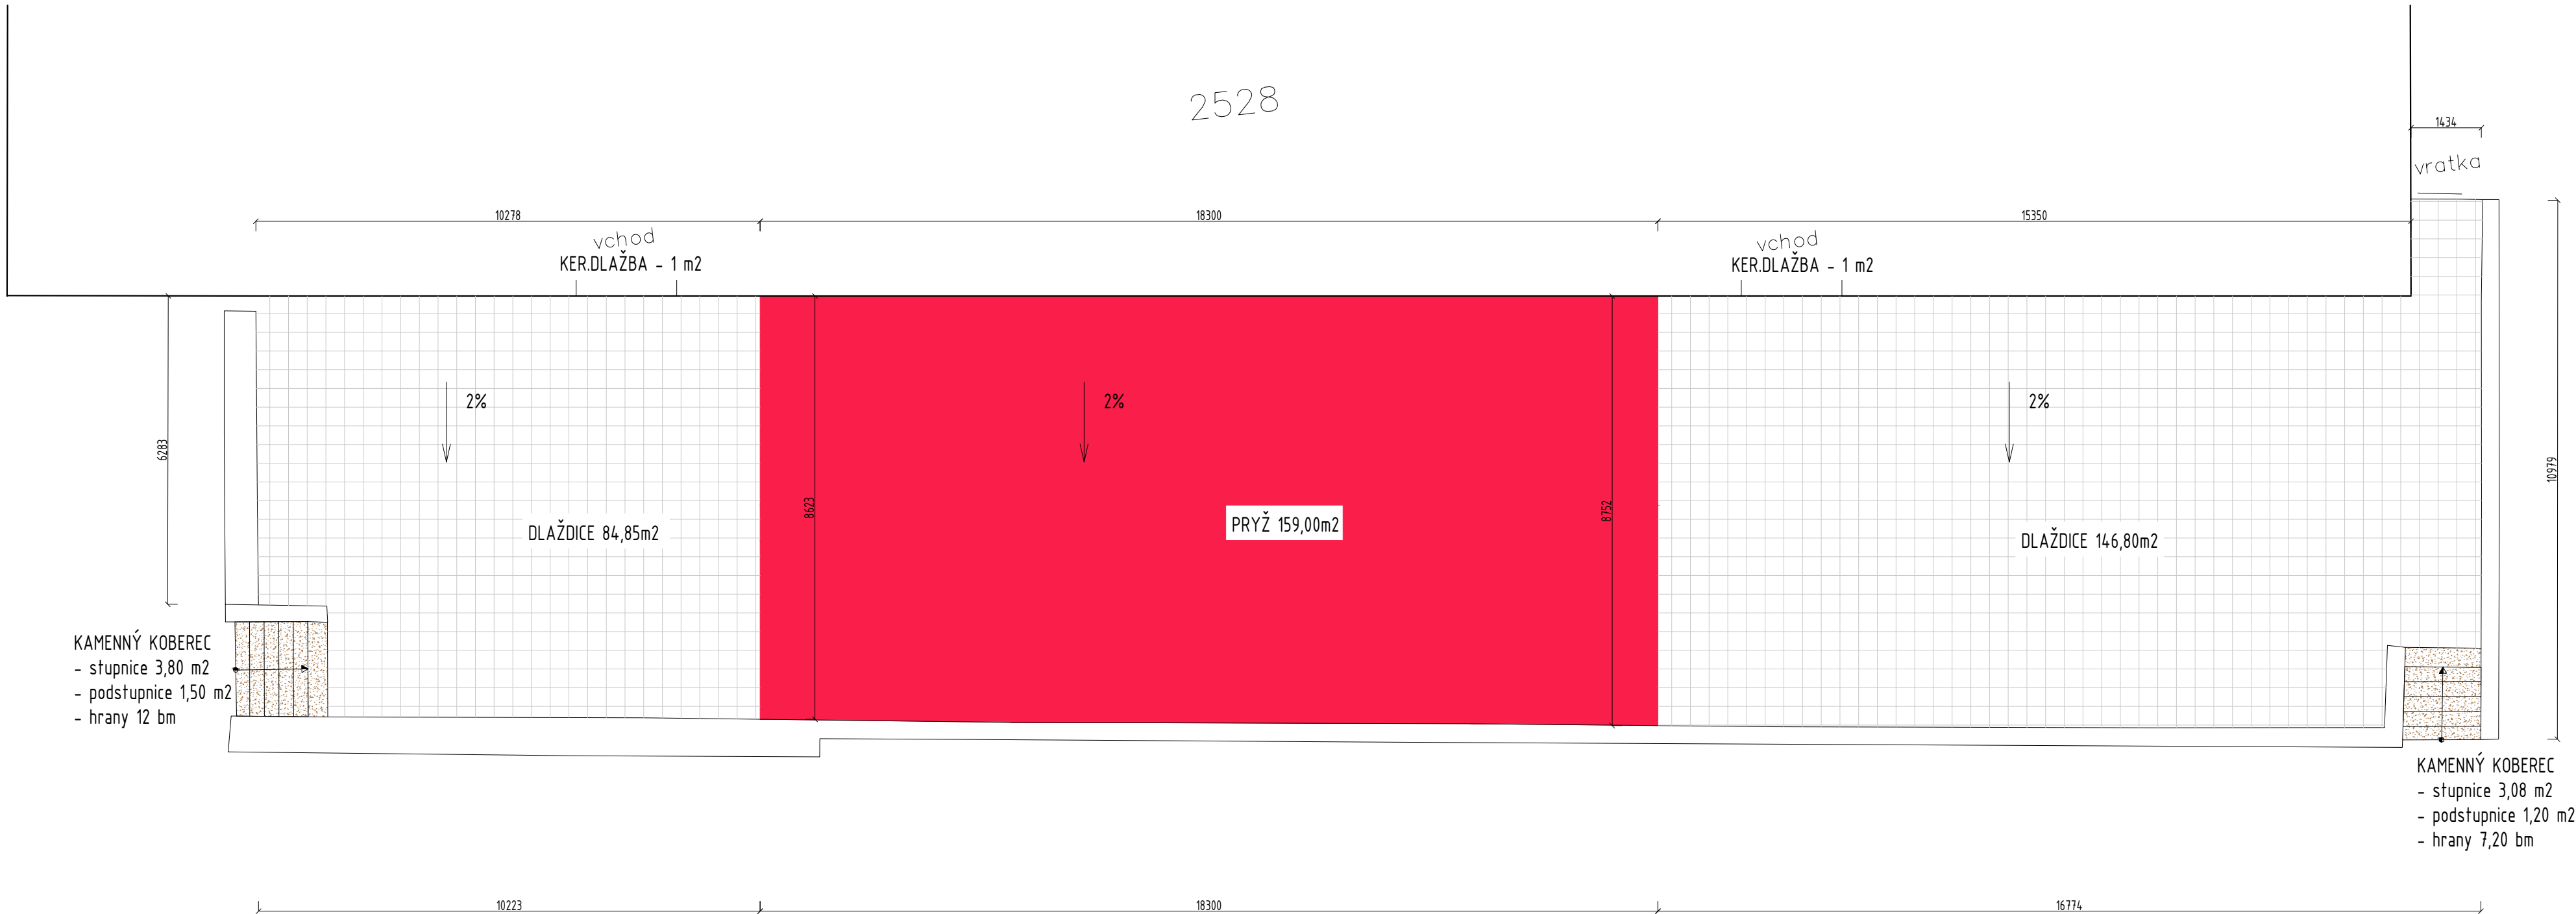 2528
1434
vratka
10278
18300
15350
vchod
KER.DLAŽBA - 1 m2
vchod
KER.DLAŽBA - 1 m2
2%
2%
2%
6283
8623
8752
10979
DLAŽDICE 84,85m2
PRYŽ 159,00m2
DLAŽDICE 146,80m2
KAMENNÝ KOBEREC
- stupnice 3,80 m2
- podstupnice 1,50 m2
- hrany 12 bm
KAMENNÝ KOBEREC
- stupnice 3,08 m2
- podstupnice 1,20 m2
- hrany 7,20 bm
10223
18300
16774